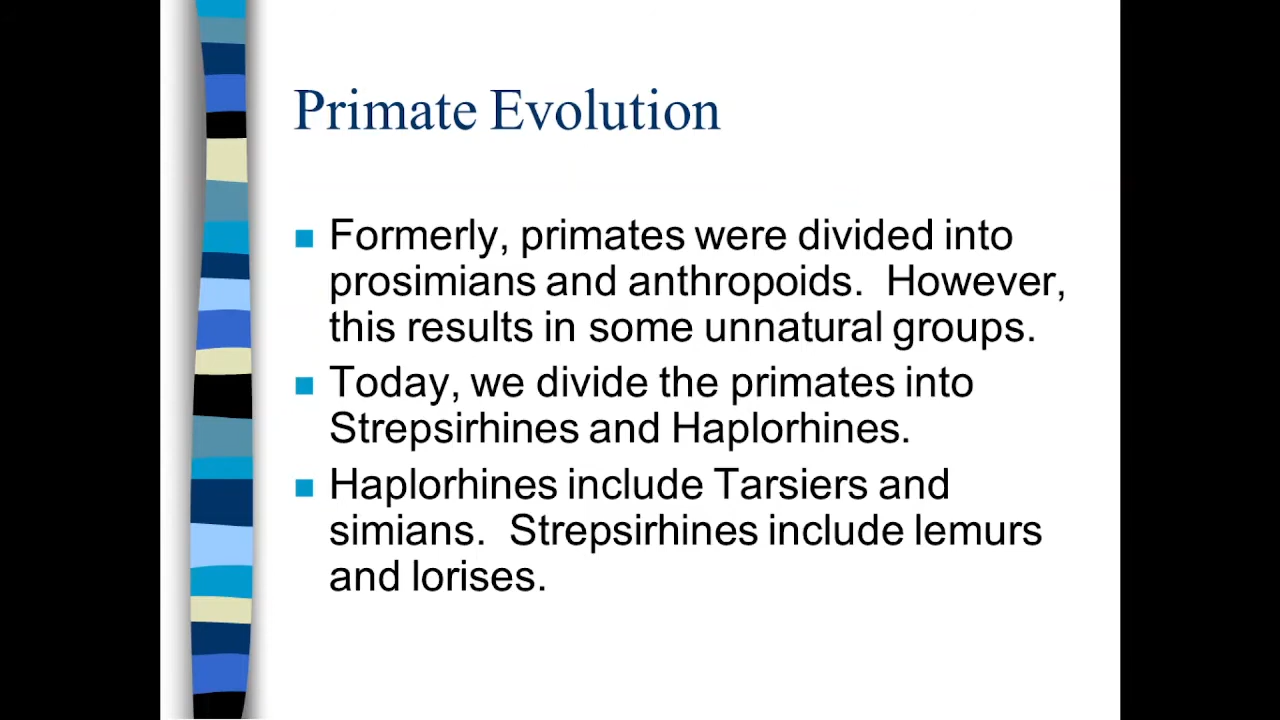 Primate Evolution
Formerly, primates were divided into
prosimians and anthropoids.  However,
this results in some unnatural groups.
Today, we divide the primates into
Strepsirhines and Haplorhines.
Haplorhines include Tarsiers and
simians.  Strepsirhines include lemurs
and lorises.